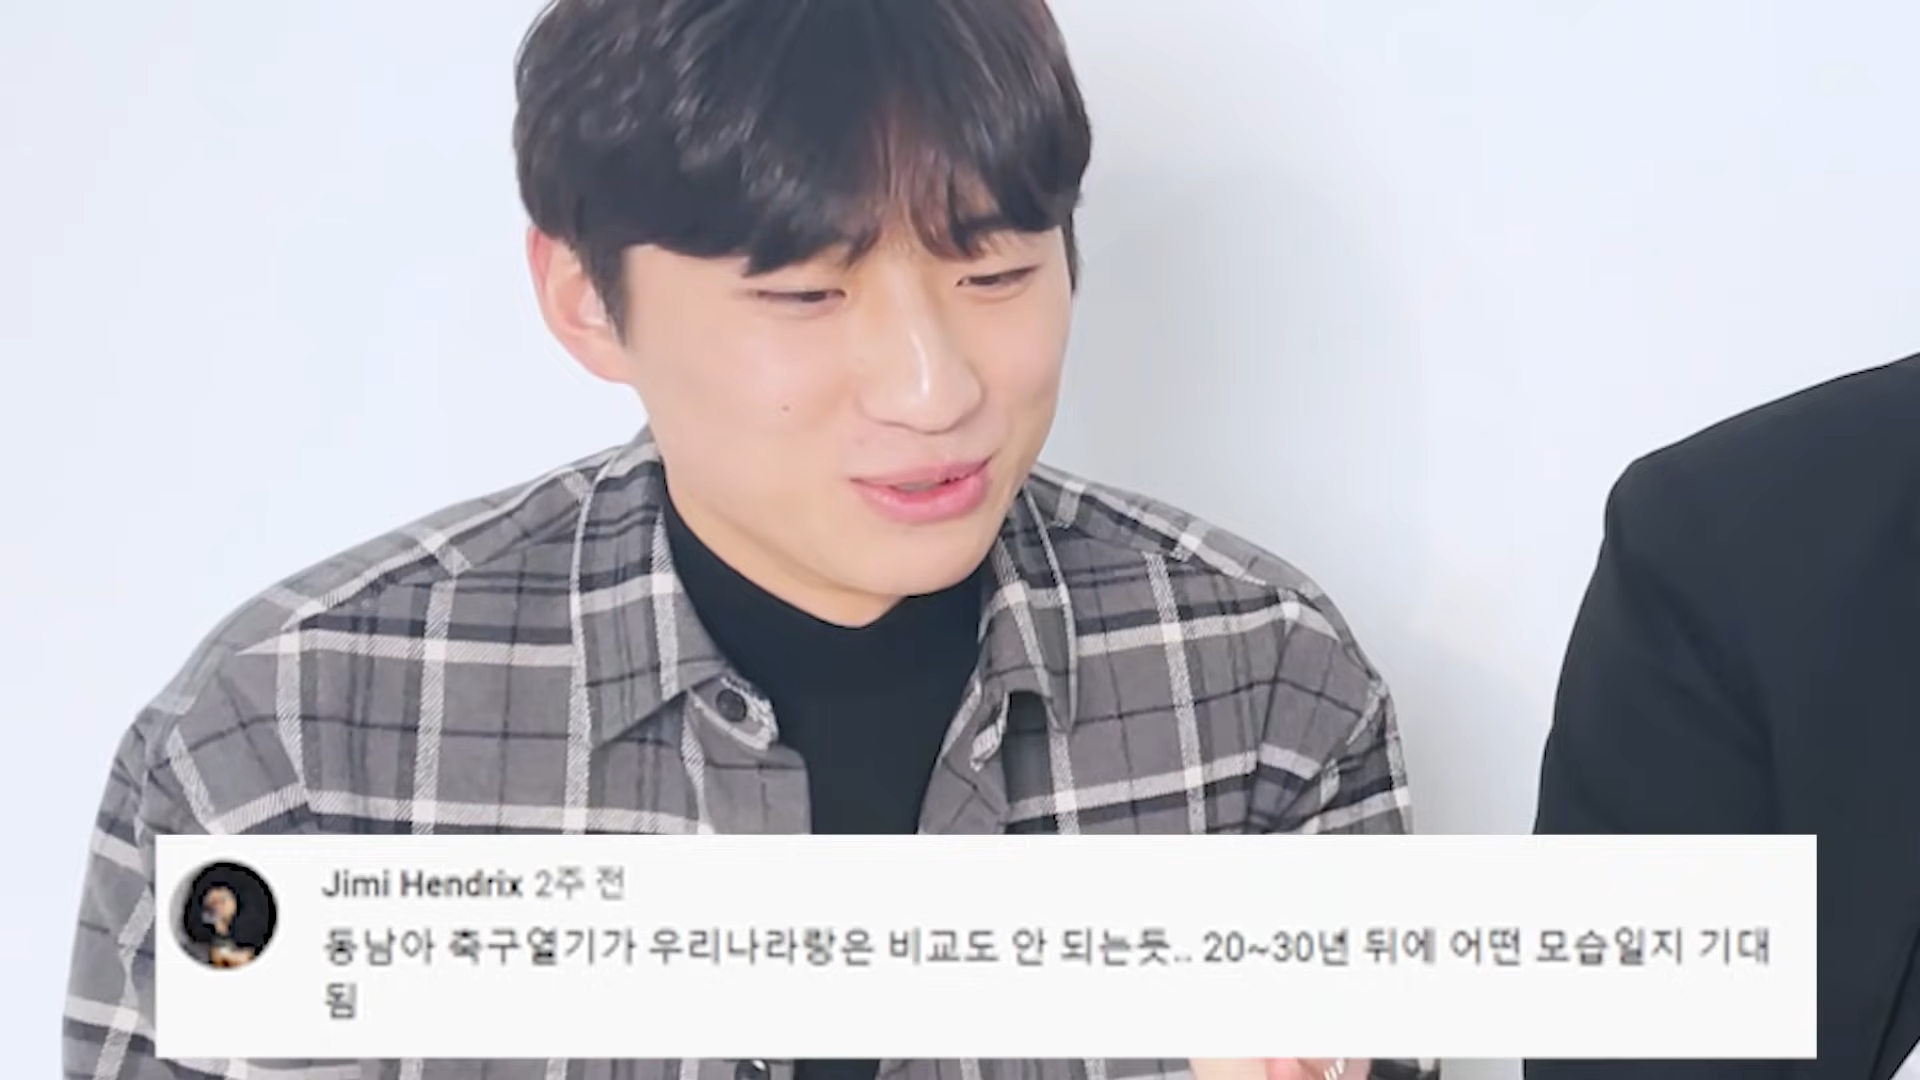 Jimi Hendrix 2주 전
동남아 축구열기가 우리나라랑은 비교도 안 되는듯.. 20~30년 뒤에 어떤 모습일지 기대
됨